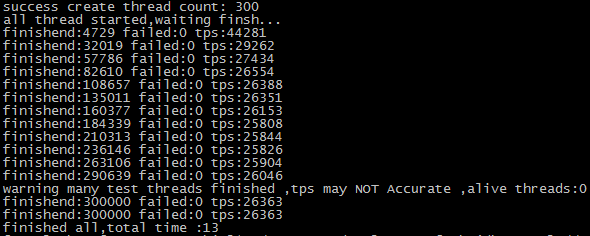 success create thread count: 300
all thread started,waiting finsh...
finishend:4729 failed:0 tps:44281
finishend:32019 failed:0 tps:29262
finishend:57786 failed:0 tps:27434
finishend:82610 failed:0 tps:26554
finishend:108657 failed:0 tps:26388
finishend:135011 failed:0 tps:26351
finishend:160377 failed:0 tps:26153
finishend:184339 failed:0 tps:25808
finishend:210313 failed:0 tps:25844
finishend:236146 failed:0 tps:25826
finishend:263106 failed:0 tps:25904
finishend:290639 failed:0 tps:26046
warning many test threads finished ,tps may NOT Accurate ,alive threads:0
finishend:300000 failed:0 tps:26363
finishend:300000 failed:0 tps:26363
finished all,total time :13